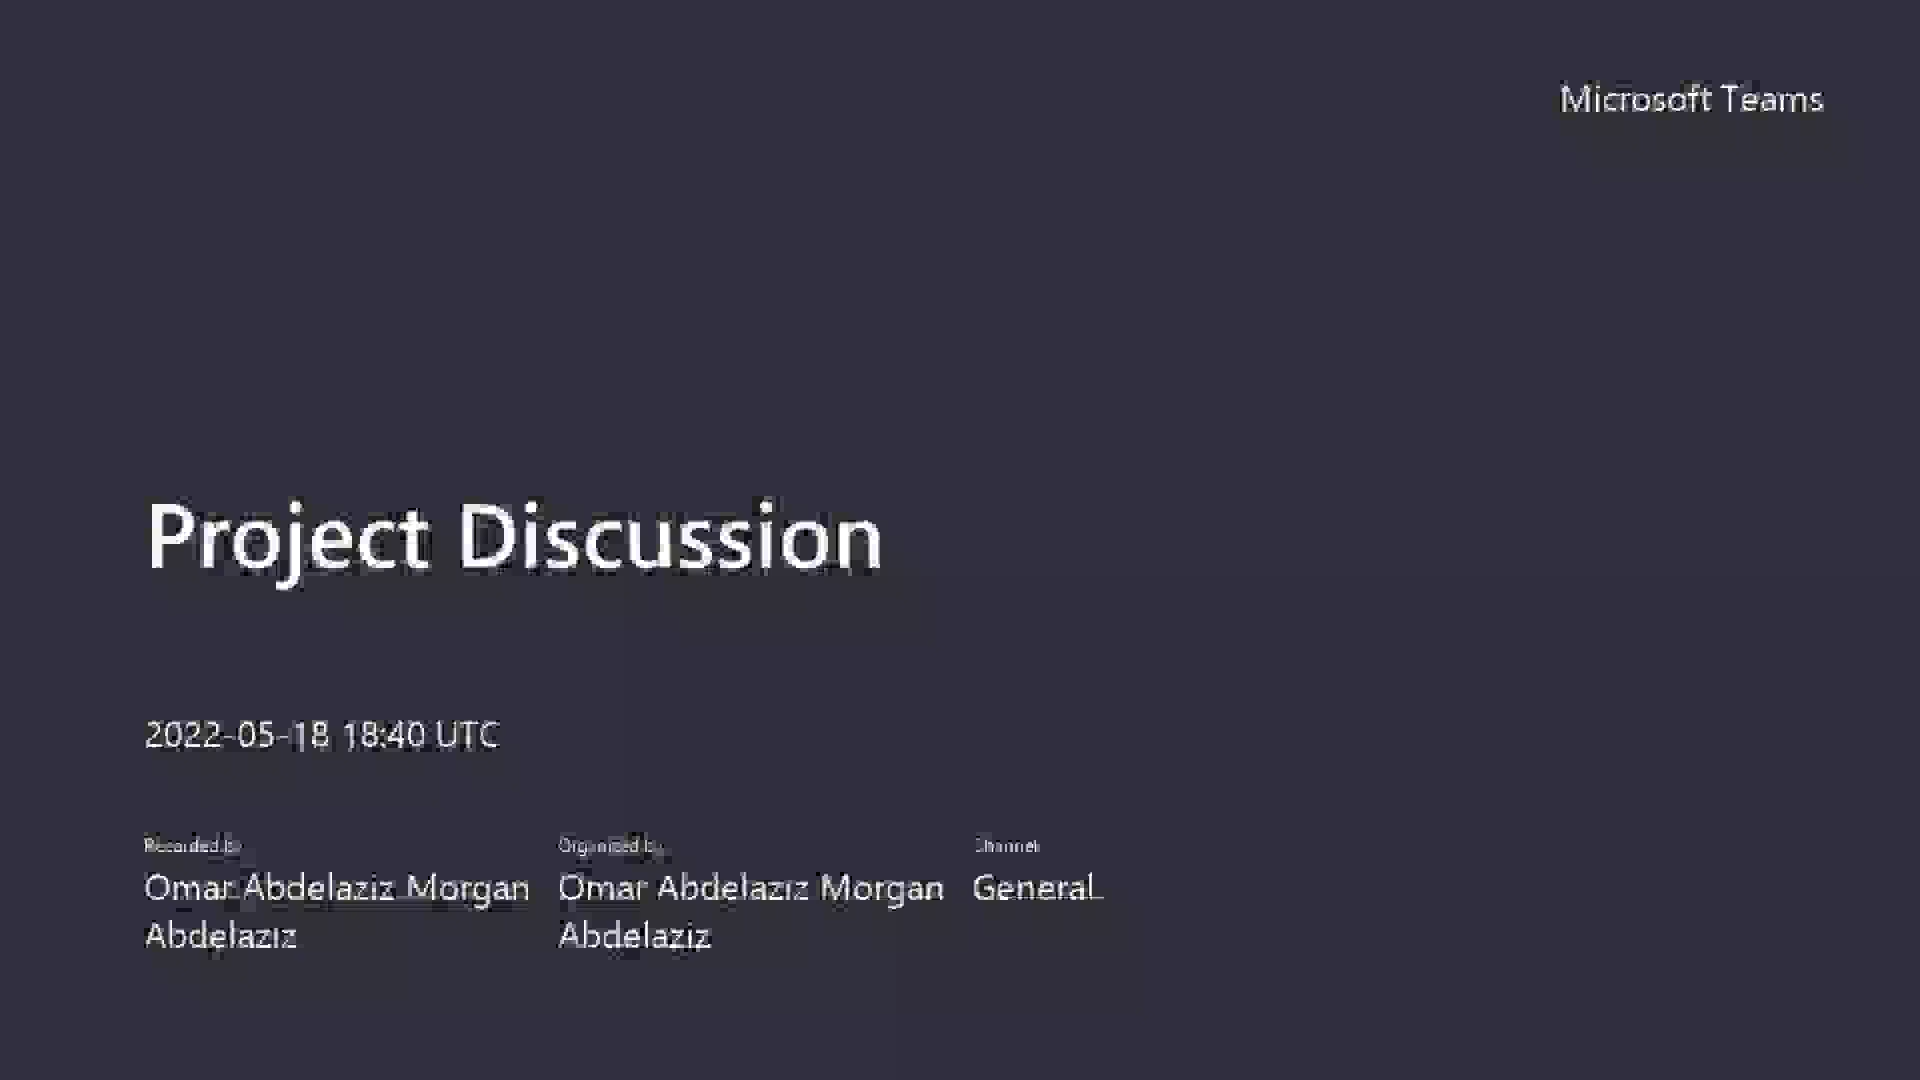 Microsoft Teams
Project Discussion
2022-05-18 18:40 UTC
Recorded by
Organized by
Channel
Omar Abdelaziz Morgan
Abdelaziz
Omar Abdelaziz Morgan
Abdelaziz
General